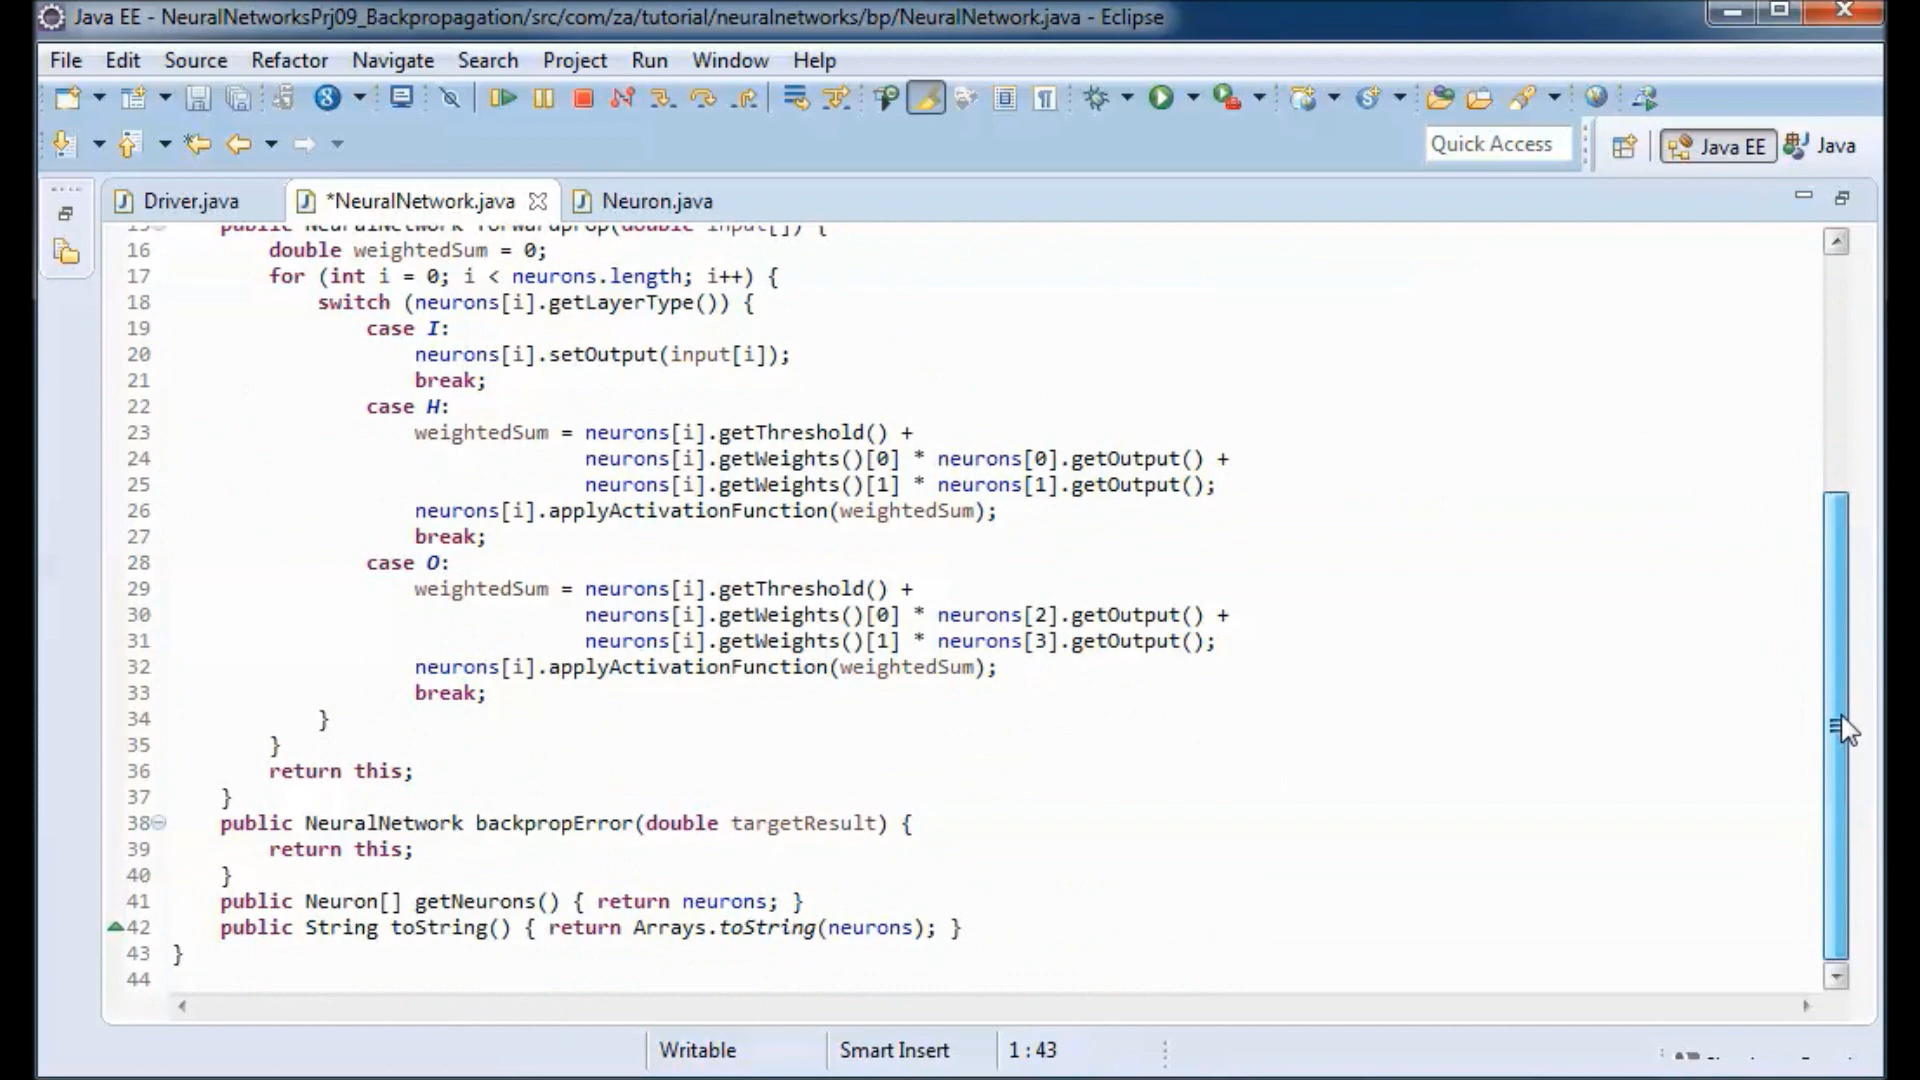 Java EE - NeuralNetworksPrj09_Backpropagation/src/com/za/tutorial/neuralnetworks/bp/NeuralNetwork.java - Eclipse
File Edit Source Refactor Navigate Search Project Run Window Help
Quick Access Java EE Java
Driver.java *NeuralNetwork.java Neuron.java
15 public NeuralNetwork forwardprop(double input[]) {
16 double weightedSum = 0;
17 for (int i = 0; i < neurons.length; i++) {
18 switch (neurons[i].getLayerType()) {
19 case I:
20 neurons[i].setOutput(input[i]);
21 break;
22 case H:
23 weightedSum = neurons[i].getThreshold() +
24 neurons[i].getWeights()[0] * neurons[0].getOutput() +
25 neurons[i].getWeights()[1] * neurons[1].getOutput();
26 neurons[i].applyActivationFunction(weightedSum);
27 break;
28 case O:
29 weightedSum = neurons[i].getThreshold() +
30 neurons[i].getWeights()[0] * neurons[2].getOutput() +
31 neurons[i].getWeights()[1] * neurons[3].getOutput();
32 neurons[i].applyActivationFunction(weightedSum);
33 break;
34 }
35 }
36 return this;
37 }
38 public NeuralNetwork backpropError(double targetResult) {
39 return this;
40 }
41 public Neuron[] getNeurons() { return neurons; }
42 public String toString() { return Arrays.toString(neurons); }
43 }
44
Writable Smart Insert 1 : 43